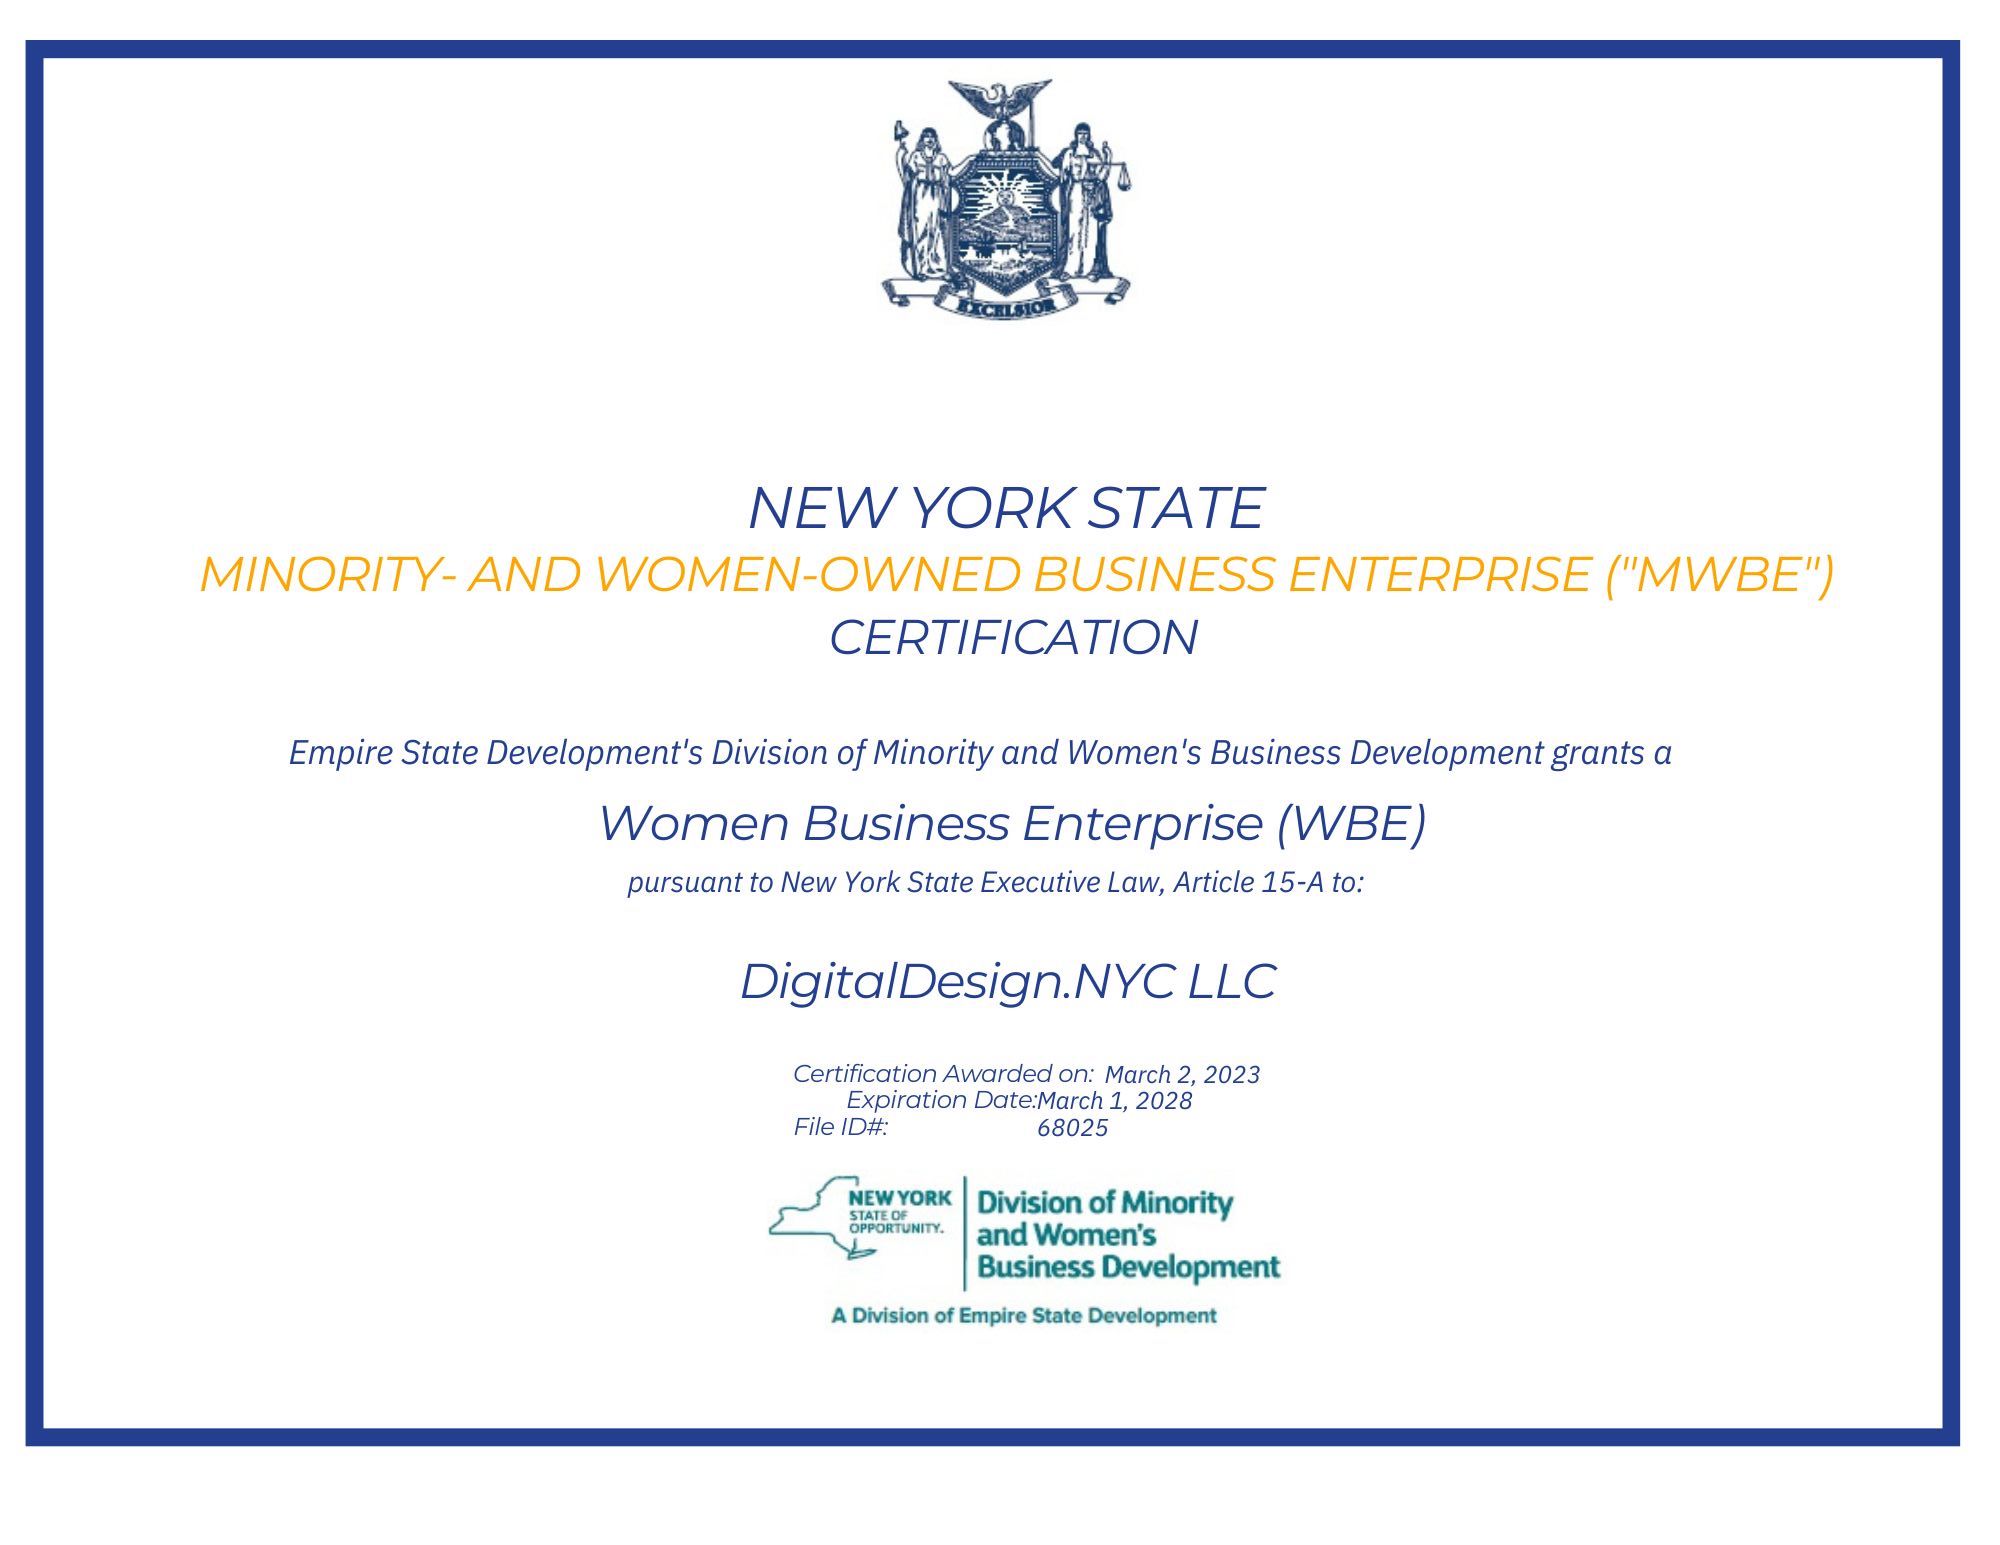 EXCELSIOR
NEW YORK STATE
MINORITY- AND WOMEN-OWNED BUSINESS ENTERPRISE ("MWBE")
CERTIFICATION
Empire State Development's Division of Minority and Women's Business Development grants a
Women Business Enterprise (WBE)
pursuant to New York State Executive Law, Article 15-A to:
DigitalDesign.NYC LLC
Certification Awarded on: March 2, 2023
Expiration Date:March 1, 2028
File ID#: 68025
NEW YORK
STATE OF
OPPORTUNITY.
Division of Minority
and Women's
Business Development
A Division of Empire State Development